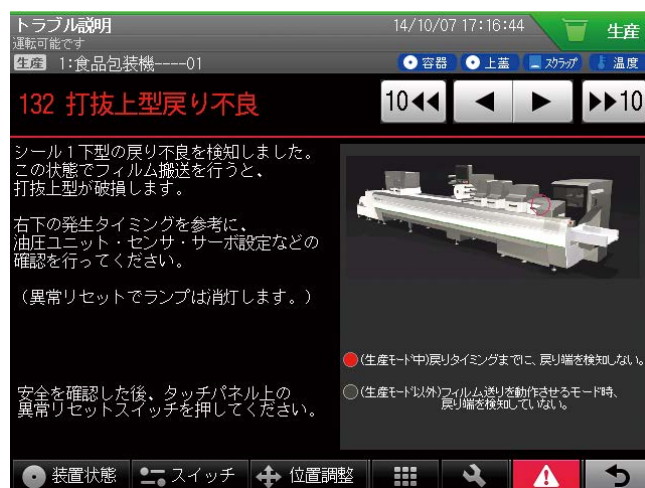 トラブル説明
14/10/07 17:16:44
生産
運転可能です
生産 1:食品包装機----01
容器
上蓋
スクラップ
温度
132 打抜上型戻り不良
10◀◀ ◀ ▶ ▶▶10
シール1下型の戻り不良を検知しました。
この状態でフィルム搬送を行うと、
打抜上型が破損します。
右下の発生タイミングを参考に、
油圧ユニット・センサ・サーボ設定などの
確認を行ってください。
(異常リセットでランプは消灯します。)
安全を確認した後、タッチパネル上の
異常リセットスイッチを押してください。
(生産モード中)戻りタイミングまでに、戻り端を検知しない。
(生産モード以外)フィルム送りを動作させるモード時、
戻り端を検知していない。
装置状態
スイッチ
位置調整